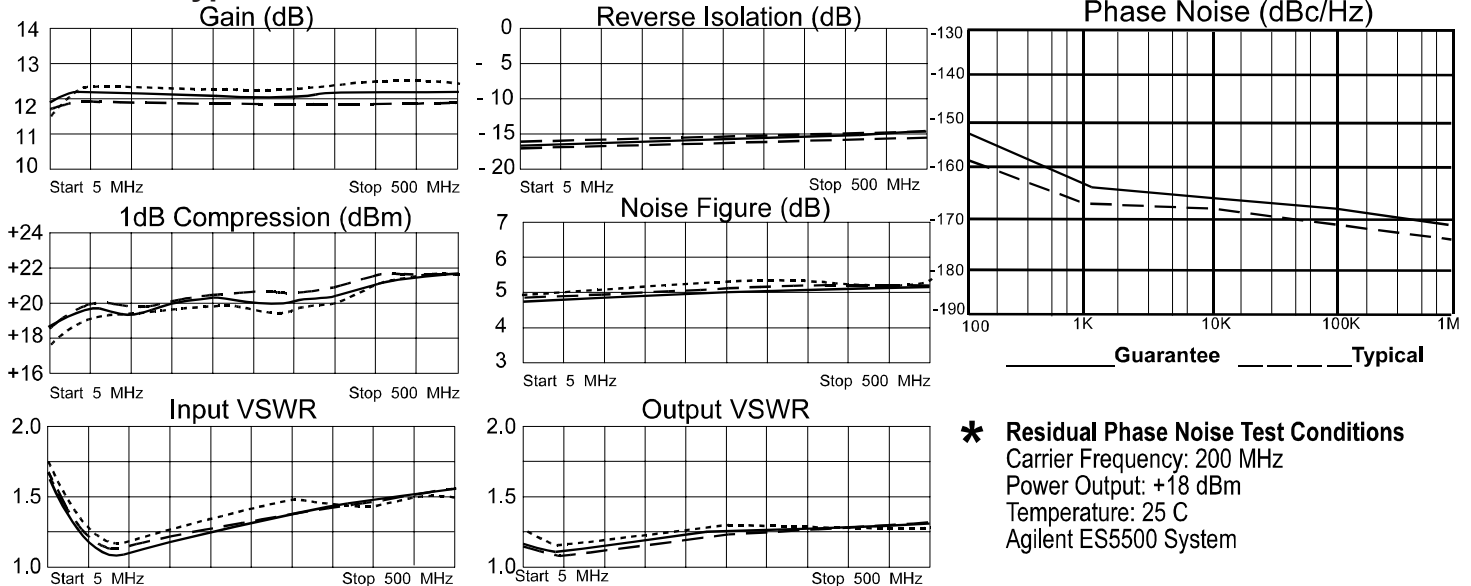 Gain (dB)
14
13
12
11
10
Start 5 MHz
Stop 500 MHz
Reverse Isolation (dB)
0
- 5
- 10
- 15
- 20
Start 5 MHz
Stop 500 MHz
Phase Noise (dBc/Hz)
-130
-140
-150
-160
-170
-180
-190
100
1K
10K
100K
1M
Guarantee
Typical
1dB Compression (dBm)
+24
+22
+20
+18
+16
Start 5 MHz
Stop 500 MHz
Noise Figure (dB)
7
6
5
4
3
Start 5 MHz
Stop 500 MHz
Input VSWR
2.0
1.5
1.0
Start 5 MHz
Stop 500 MHz
Output VSWR
2.0
1.5
1.0
Start 5 MHz
Stop 500 MHz
* Residual Phase Noise Test Conditions
Carrier Frequency: 200 MHz
Power Output: +18 dBm
Temperature: 25 C
Agilent ES5500 System